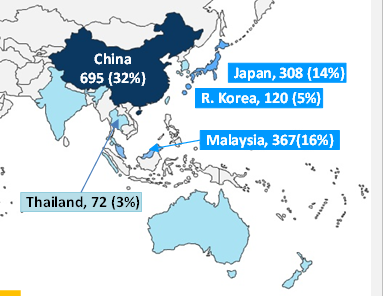 China
695 (32%)
Japan, 308 (14%)
R. Korea, 120 (5%)
Malaysia, 367(16%)
Thailand, 72 (3%)